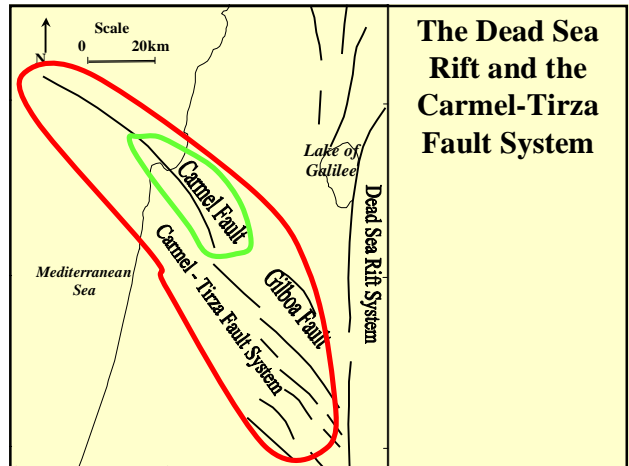 The Dead Sea
Rift and the
Carmel-Tirza
Fault System
Scale
0 20km
N
Lake of
Galilee
Carmel Fault
Dead Sea Rift System
Mediterranean
Sea
Carmel - Tirza Fault System
Gilboa Fault